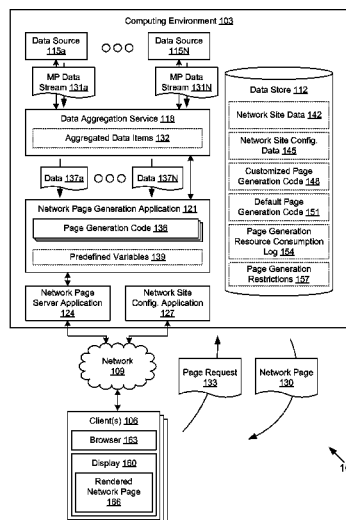 Computing Environment 103
Data Source 115a
Data Source 115N
MP Data Stream 131a
MP Data Stream 131N
Data Aggregation Service 118
Aggregated Data Items 132
Data 137a
Data 137N
Network Page Generation Application 121
Page Generation Code 136
Predefined Variables 139
Network Page Server Application 124
Network Site Config. Application 127
Data Store 112
Network Site Data 142
Network Site Config. Data 145
Customized Page Generation Code 148
Default Page Generation Code 151
Page Generation Resource Consumption Log 154
Page Generation Restrictions 157
Network 109
Page Request 133
Network Page 130
Client(s) 106
Browser 163
Display 160
Rendered Network Page 166